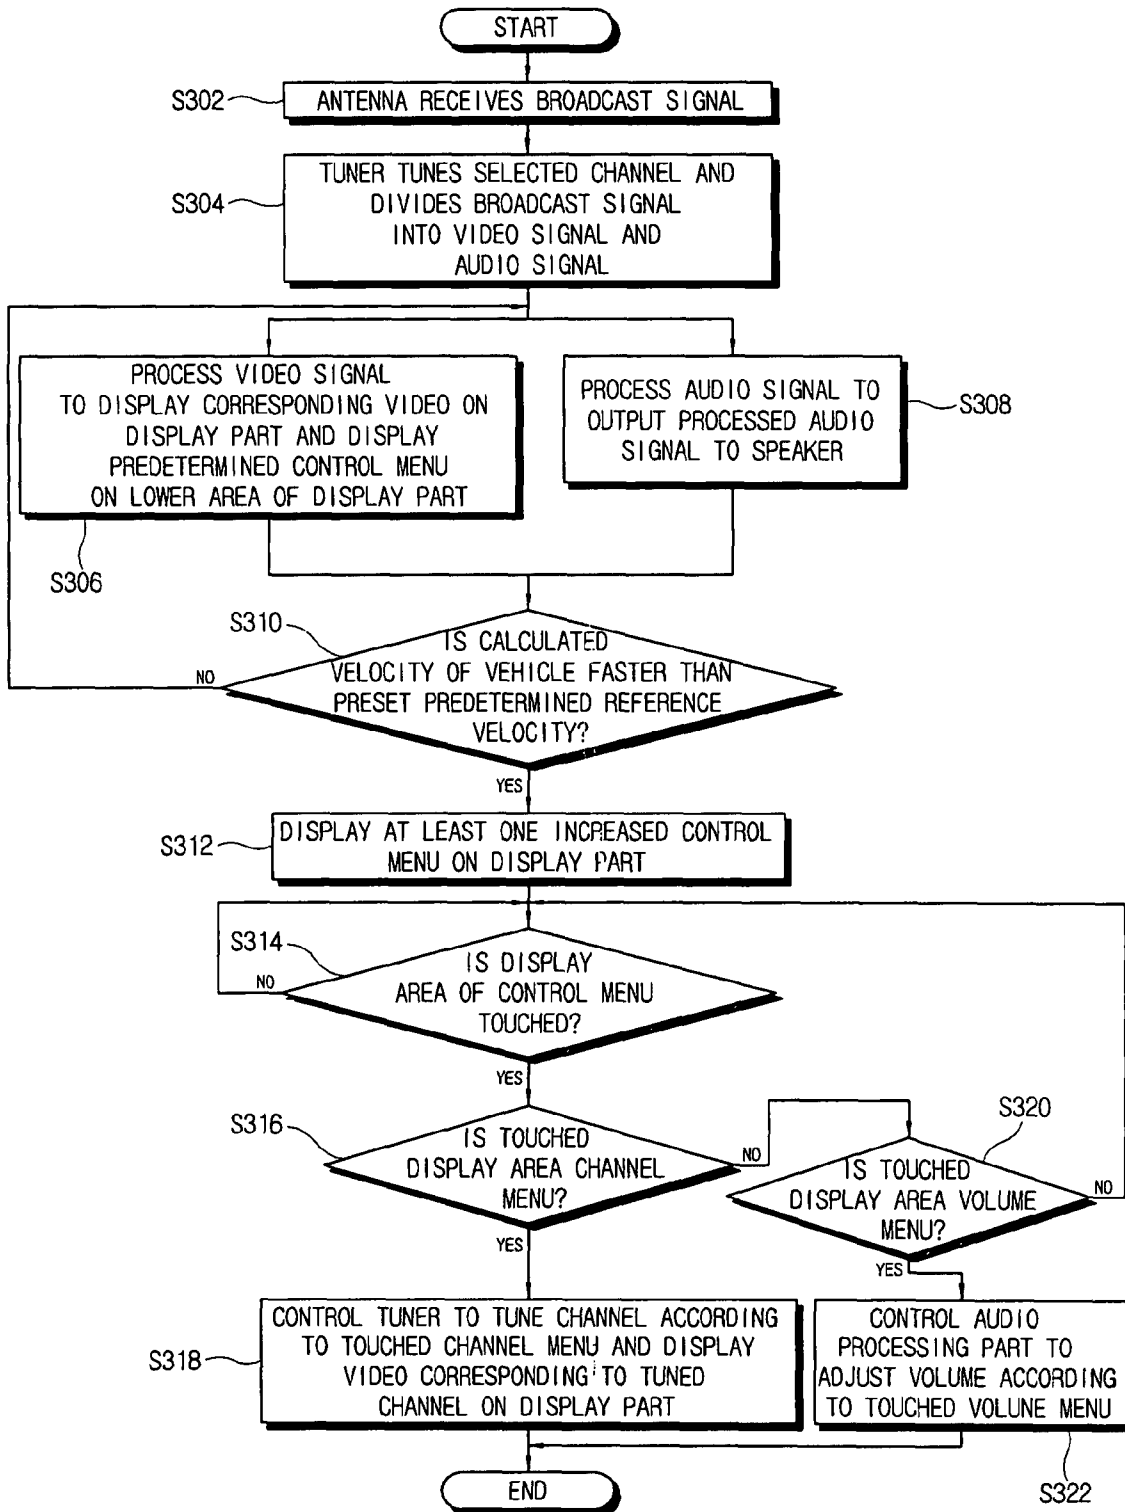 START
S302
ANTENNA RECEIVES BROADCAST SIGNAL
S304
TUNER TUNES SELECTED CHANNEL AND
DIVIDES BROADCAST SIGNAL
INTO VIDEO SIGNAL AND
AUDIO SIGNAL
PROCESS VIDEO SIGNAL
TO DISPLAY CORRESPONDING VIDEO ON
DISPLAY PART AND DISPLAY
PREDETERMINED CONTROL MENU
ON LOWER AREA OF DISPLAY PART
S306
PROCESS AUDIO SIGNAL TO
OUTPUT PROCESSED AUDIO
SIGNAL TO SPEAKER
S308
S310
IS CALCULATED
VELOCITY OF VEHICLE FASTER THAN
PRESET PREDETERMINED REFERENCE
VELOCITY?
NO
YES
S312
DISPLAY AT LEAST ONE INCREASED CONTROL
MENU ON DISPLAY PART
S314
IS DISPLAY
AREA OF CONTROL MENU
TOUCHED?
NO
YES
S316
IS TOUCHED
DISPLAY AREA CHANNEL
MENU?
NO
YES
S320
IS TOUCHED
DISPLAY AREA VOLUME
MENU?
NO
YES
S318
CONTROL TUNER TO TUNE CHANNEL ACCORDING
TO TOUCHED CHANNEL MENU AND DISPLAY
VIDEO CORRESPONDING TO TUNED
CHANNEL ON DISPLAY PART
CONTROL AUDIO
PROCESSING PART TO
ADJUST VOLUME ACCORDING
TO TOUCHED VOLUNE MENU
S322
END